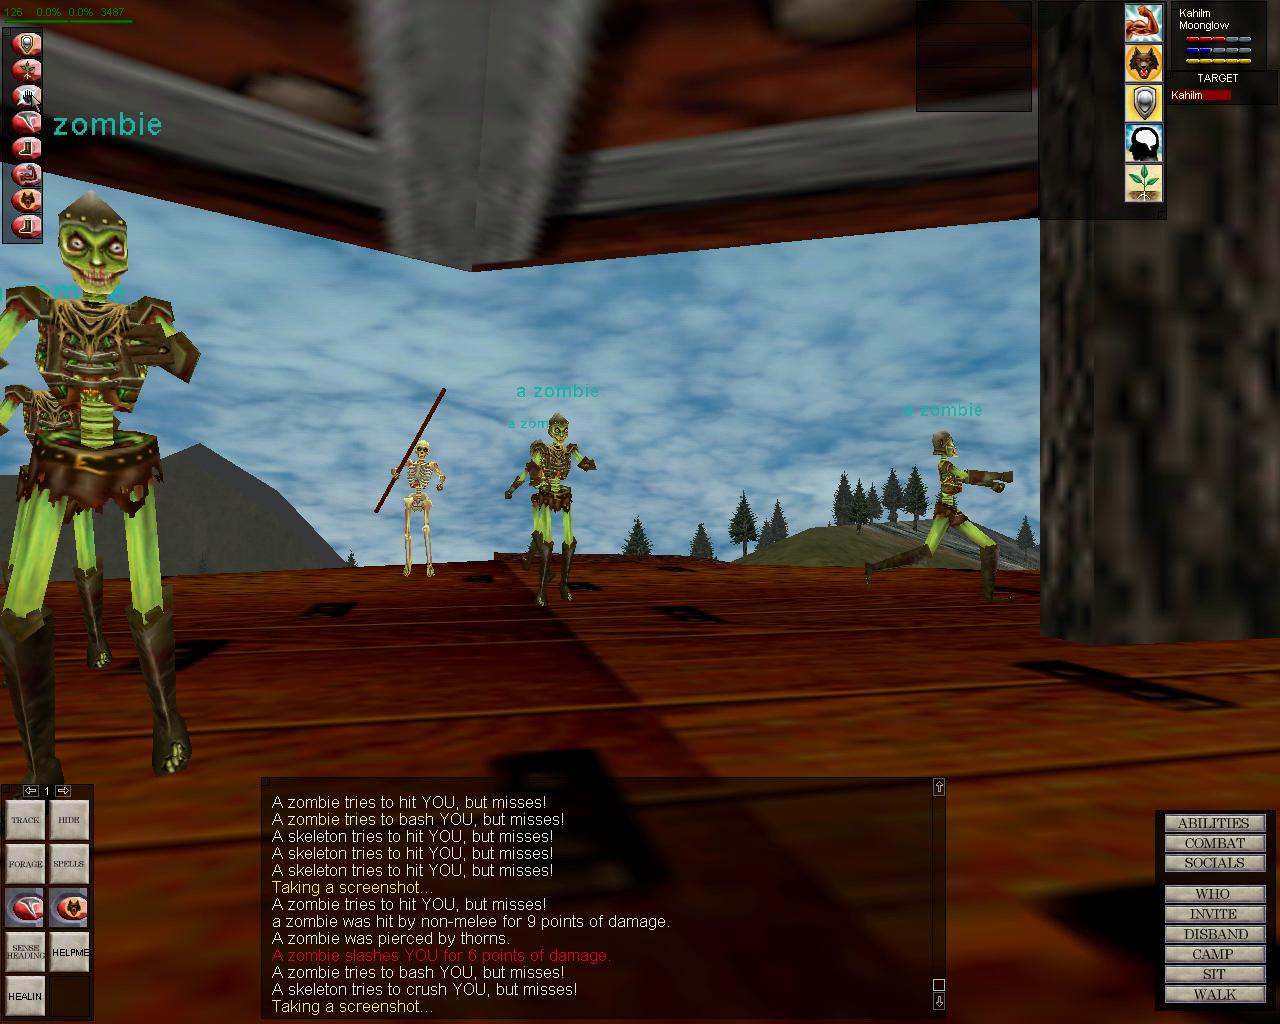 126 0.0% 0.0% 3487
Kahilm
Moonglow
TARGET
Kahilm
zombie
a zombie
a zom
a zombie
1
TRACK
HIDE
FORAGE
SPELLS
SENSE
HEADING
HELPME
HEALIN
A zombie tries to hit YOU, but misses!
A zombie tries to bash YOU, but misses!
A skeleton tries to hit YOU, but misses!
A skeleton tries to hit YOU, but misses!
A skeleton tries to hit YOU, but misses!
Taking a screenshot...
A zombie tries to hit YOU, but misses!
a zombie was hit by non-melee for 9 points of damage.
A zombie was pierced by thorns.
A zombie slashes YOU for 6 points of damage.
A zombie tries to bash YOU, but misses!
A skeleton tries to crush YOU, but misses!
Taking a screenshot...
ABILITIES
COMBAT
SOCIALS
WHO
INVITE
DISBAND
CAMP
SIT
WALK